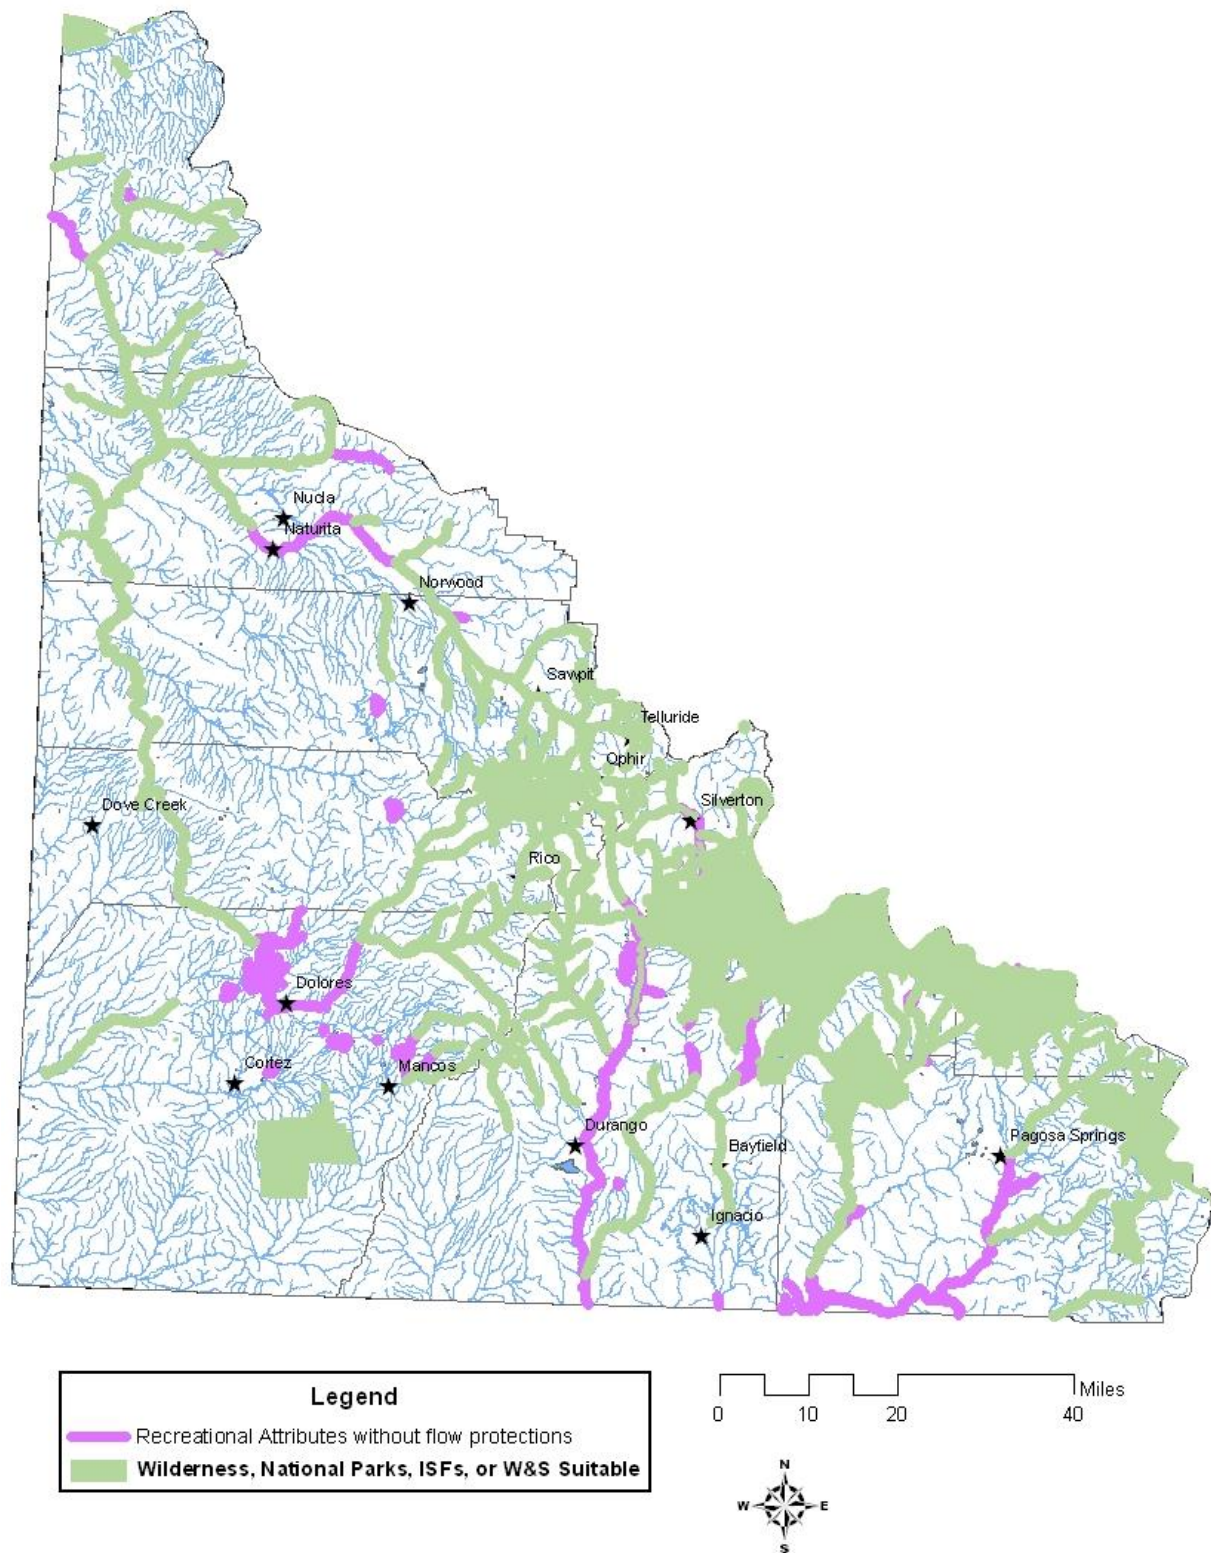 Nucla
Naturita
Norwood
Sawpit
Telluride
Ophir
Dove Creek
Silverton
Rico
Dolores
Cortez
Mancos
Durango
Bayfield
Pagosa Springs
Ignacio
Legend
Recreational Attributes without flow protections
Wilderness, National Parks, ISFs, or W&S Suitable
Miles
0 10 20 40
N
W E
S